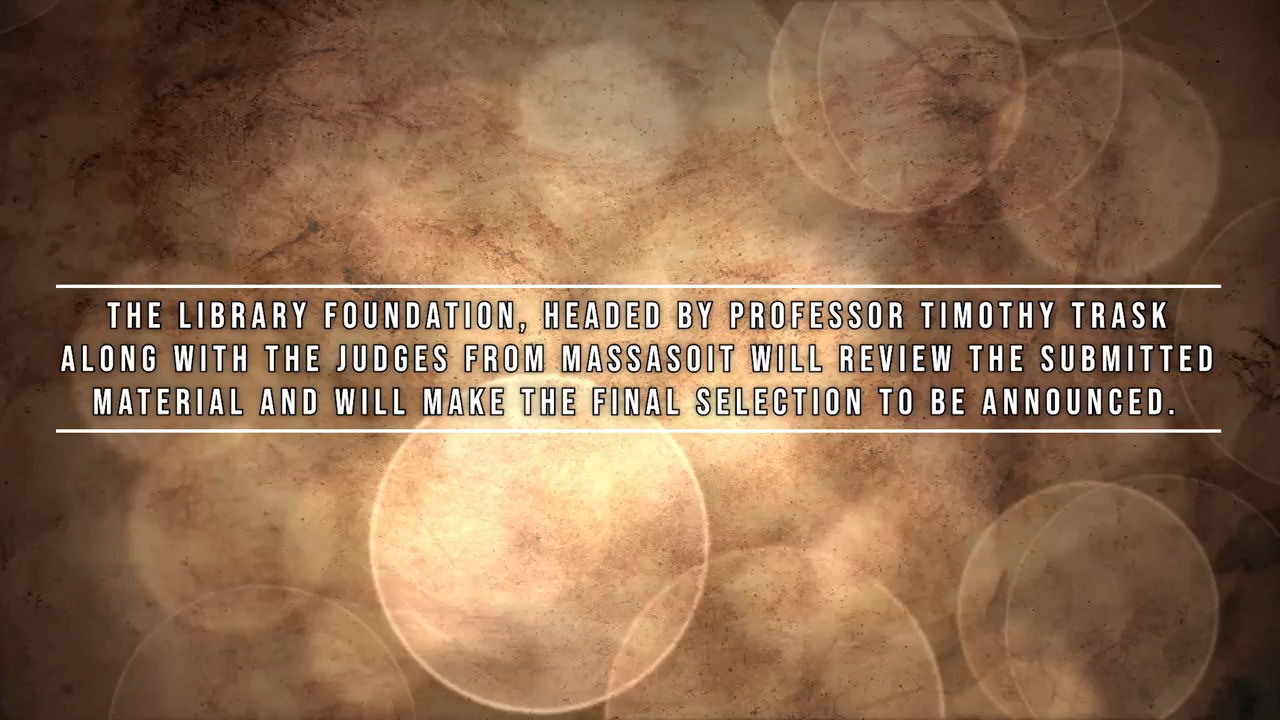 THE LIBRARY FOUNDATION, HEADED BY PROFESSOR TIMOTHY TRASK
ALONG WITH THE JUDGES FROM MASSASOIT WILL REVIEW THE SUBMITTED
MATERIAL AND WILL MAKE THE FINAL SELECTION TO BE ANNOUNCED.